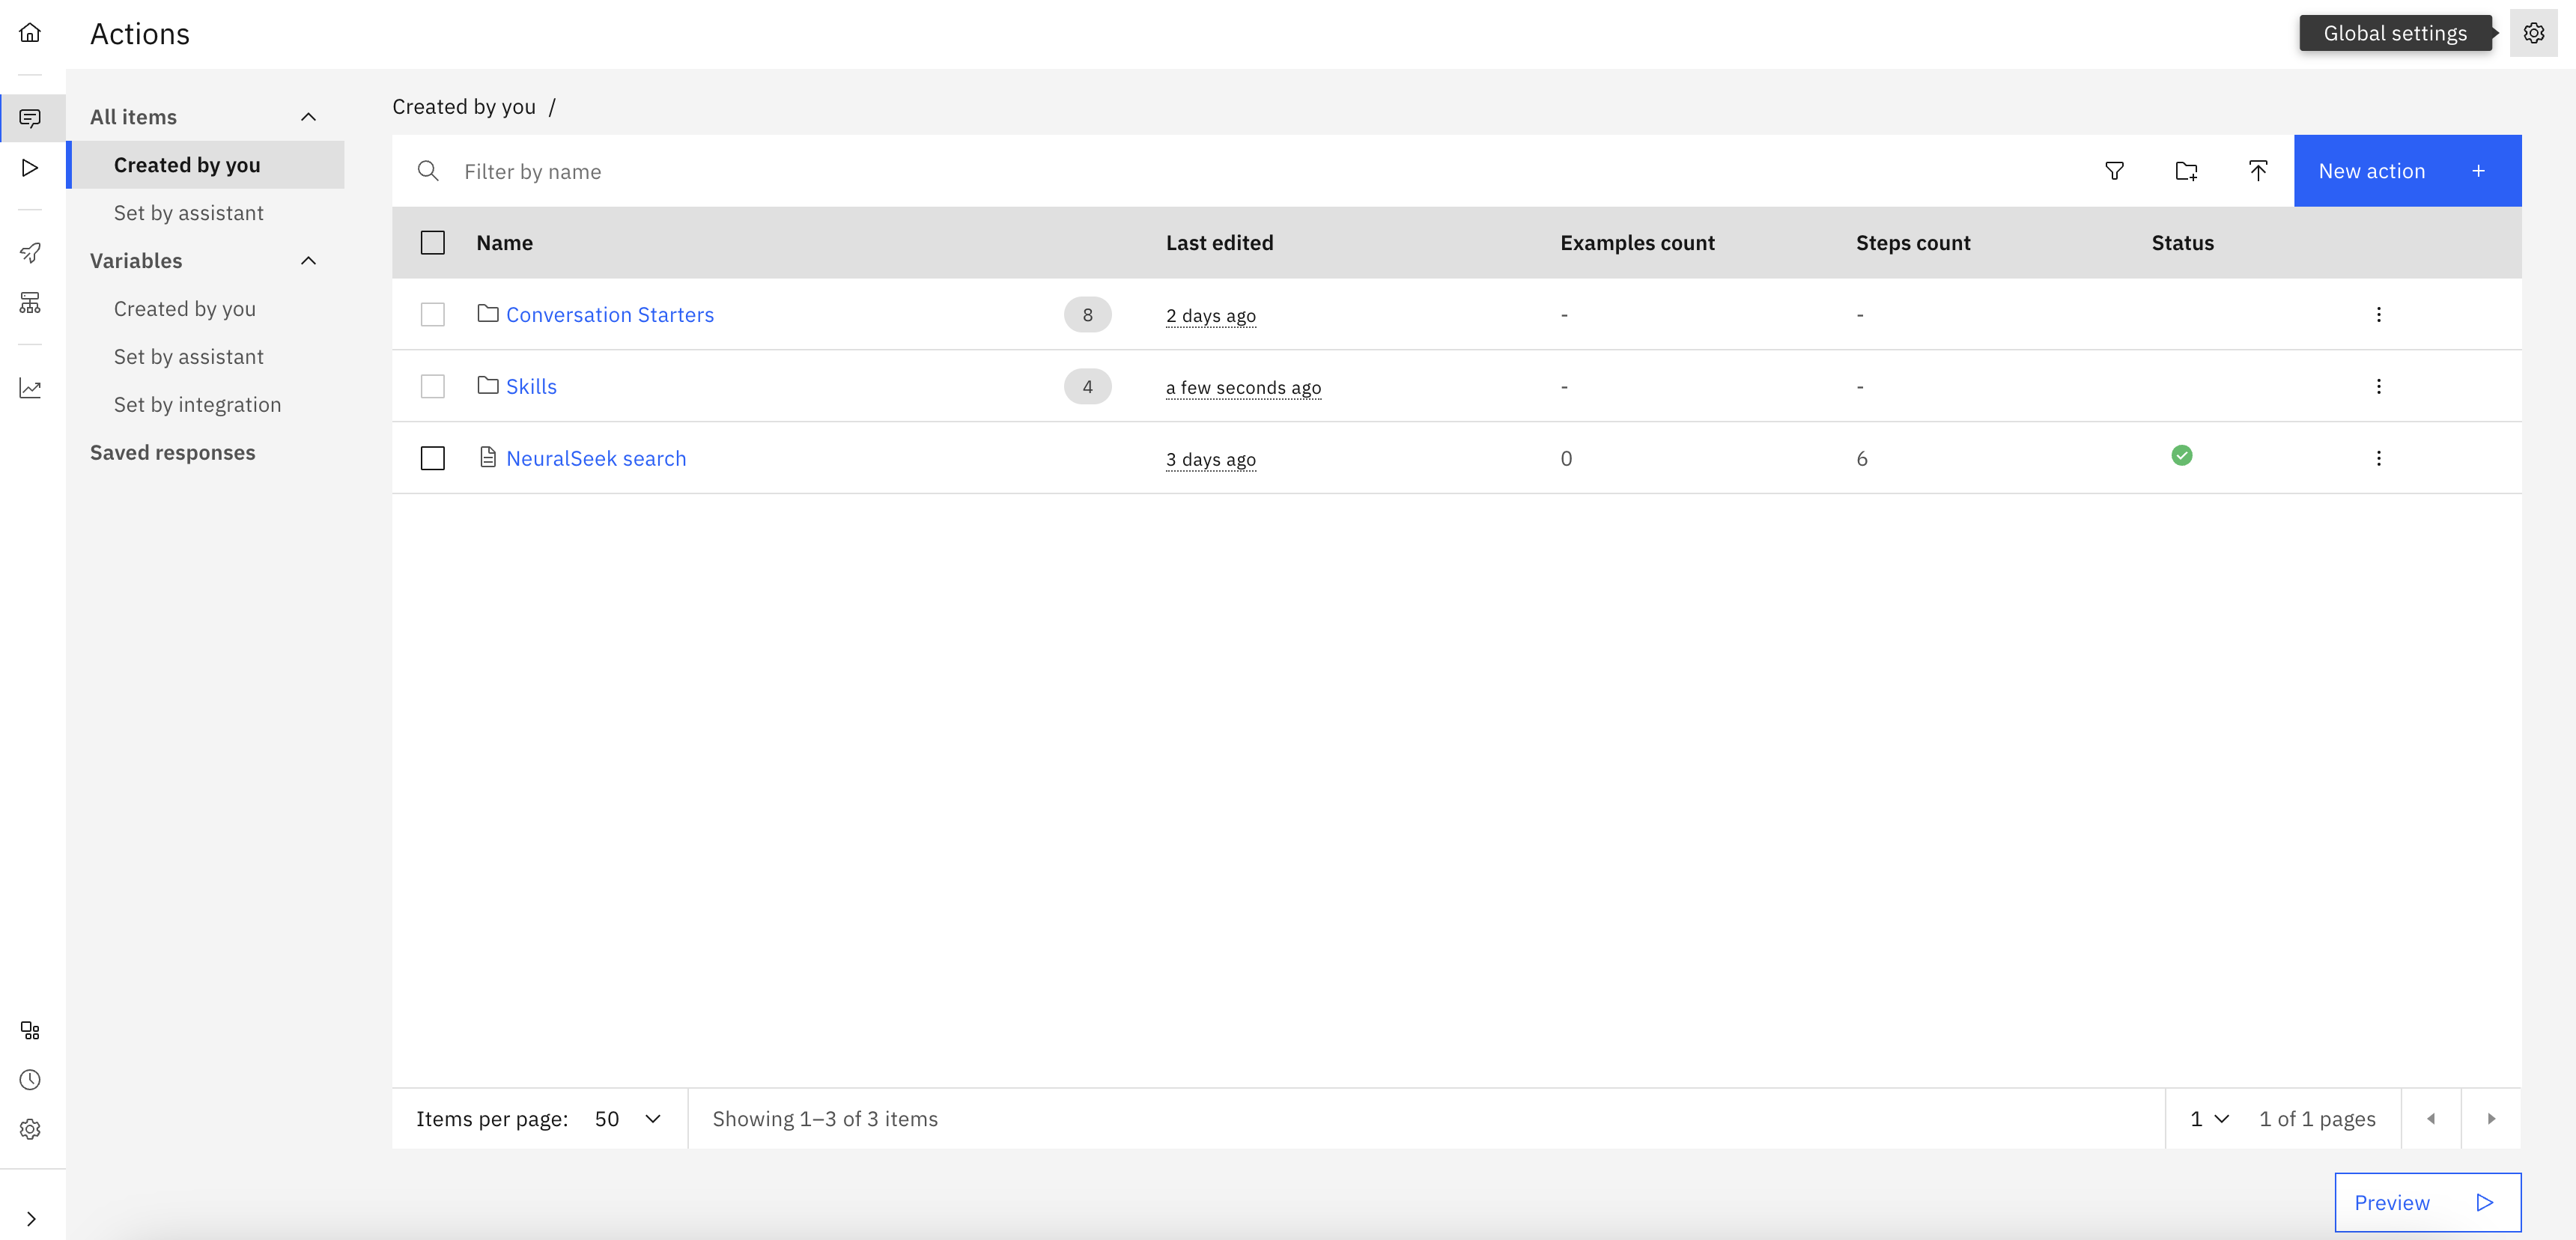 Actions
Global settings
All items
Created by you
Set by assistant
Variables
Created by you
Set by assistant
Set by integration
Saved responses
Created by you /
Filter by name
New action +
Name Last edited Examples count Steps count Status
Conversation Starters 8 2 days ago - -
Skills 4 a few seconds ago - -
NeuralSeek search 3 days ago 0 6
Items per page: 50 Showing 1–3 of 3 items 1 1 of 1 pages
Preview